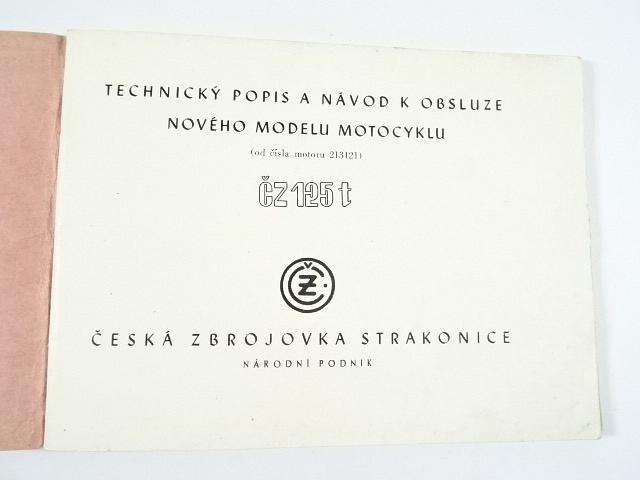 TECHNICKÝ POPIS A NÁVOD K OBSLUZE
NOVÉHO MODELU MOTOCYKLU
(od čísla motoru 213121)
ČZ 125 t
ČZ
ČESKÁ ZBROJOVKA STRAKONICE
NÁRODNÍ PODNIK